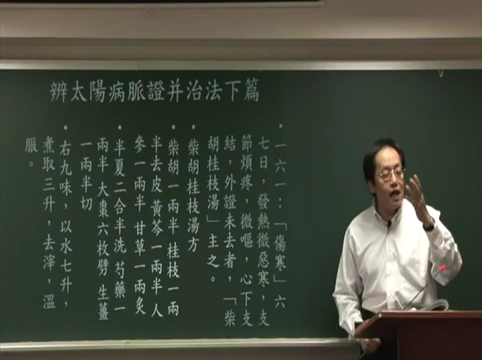 辨太陽病脈證并治法下篇
• 一六一:「傷寒」六
七日,發熱微惡寒,支
節煩疼,微嘔,心下支
結,外證未去者,「柴
胡桂枝湯」主之。
• 柴胡桂枝湯方
• 柴胡一兩半 桂枝一兩
半去皮 黃芩一兩半 人
參一兩半 甘草一兩炙
• 半夏二合半洗 芍藥一
兩半 大棗六枚劈 生薑
一兩半切
• 右九味,以水七升,
煮取三升,去滓,溫
服。